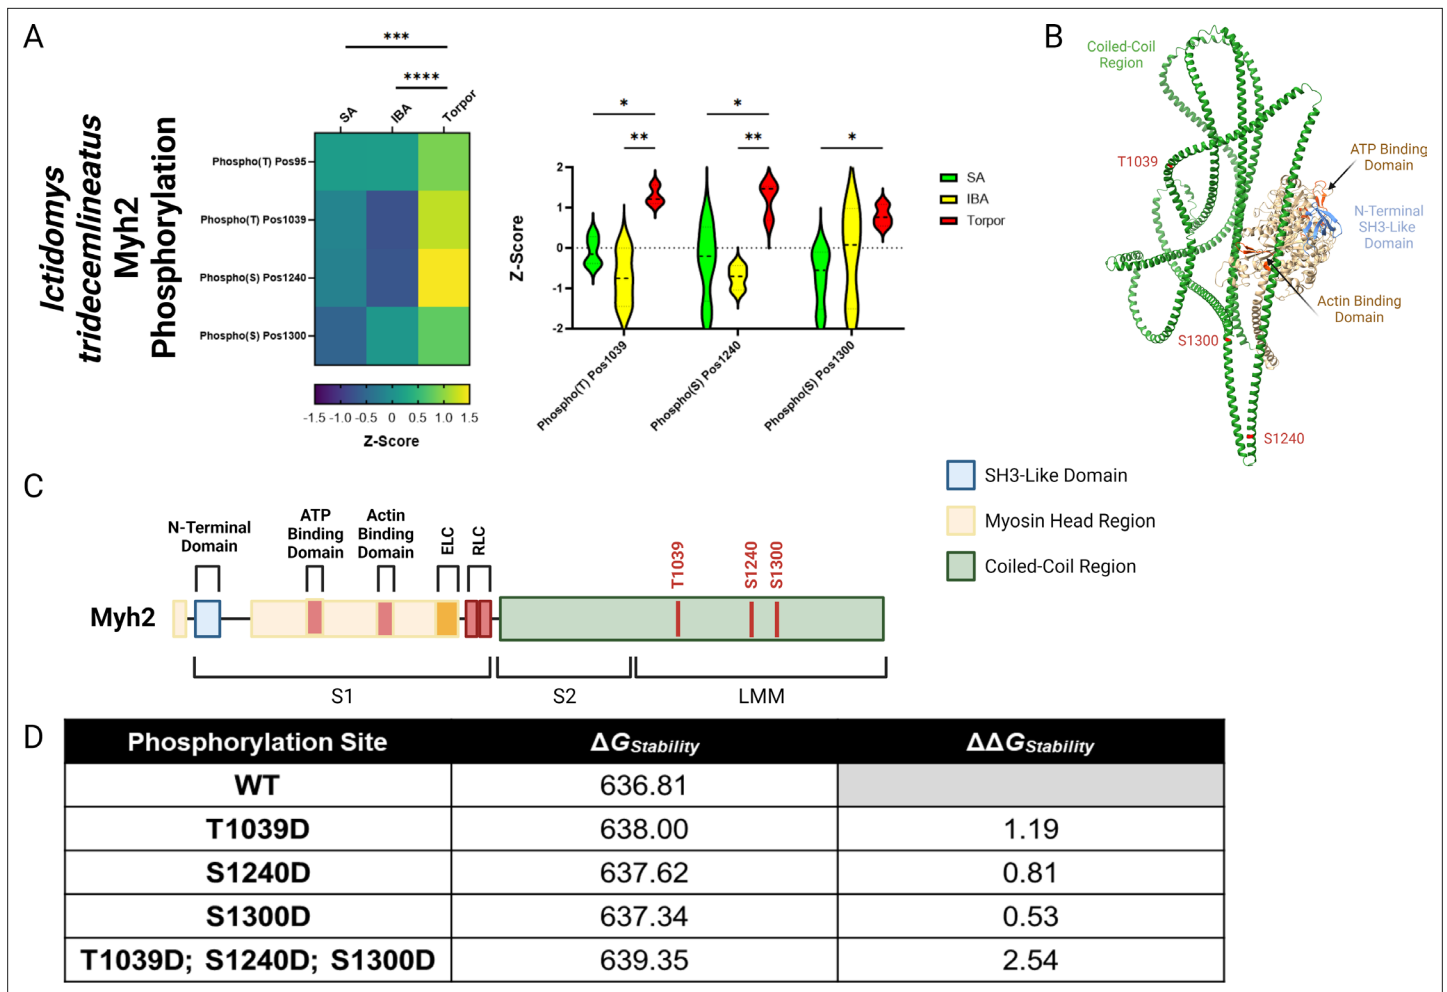 A
Ictidomys
tridecemlineatus
Myh2
Phosphorylation
***
****
SA
IBA
Torpor
Phospho(T) Pos95
Phospho(T) Pos1039
Phospho(S) Pos1240
Phospho(S) Pos1300
-1.5 -1.0 -0.5 0 0.5 1.0 1.5
Z-Score
* * *
** **
Z-Score
2
1
0
-1
-2
Phospho(T) Pos1039
Phospho(S) Pos1240
Phospho(S) Pos1300
SA
IBA
Torpor
B
Coiled-Coil
Region
T1039
ATP Binding
Domain
N-Terminal
SH3-Like
Domain
Actin Binding
Domain
S1300
S1240
C
N-Terminal
Domain
ATP
Binding
Domain
Actin
Binding
Domain
ELC
RLC
T1039
S1240
S1300
Myh2
S1
S2
LMM
SH3-Like Domain
Myosin Head Region
Coiled-Coil Region
D
Phosphorylation Site ΔGStability ΔΔGStability
WT 636.81
T1039D 638.00 1.19
S1240D 637.62 0.81
S1300D 637.34 0.53
T1039D; S1240D; S1300D 639.35 2.54